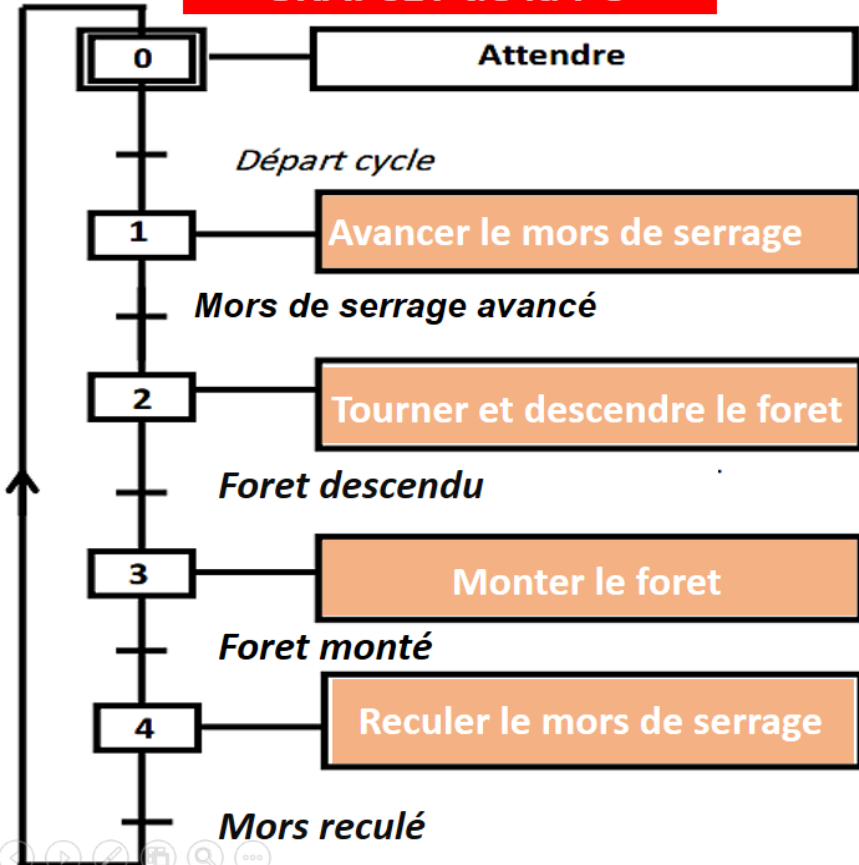 0
Attendre
Départ cycle
1
Avancer le mors de serrage
Mors de serrage avancé
2
Tourner et descendre le foret
Foret descendu
3
Monter le foret
Foret monté
4
Reculer le mors de serrage
Mors reculé